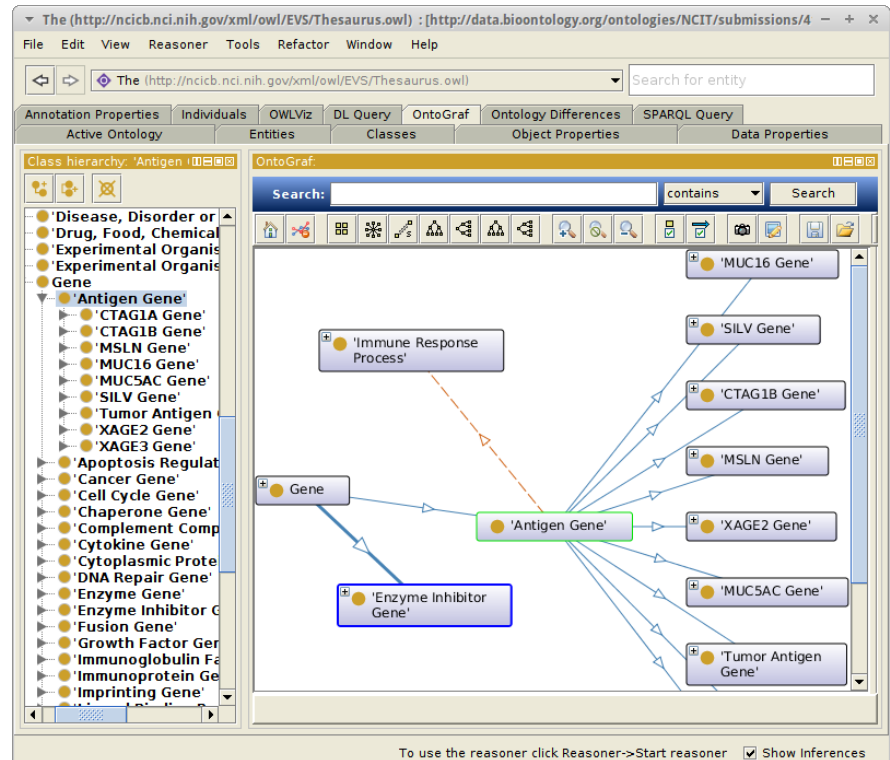 The (http://ncicb.nci.nih.gov/xml/owl/EVS/Thesaurus.owl) : [http://data.bioontology.org/ontologies/NCIT/submissions/4
File Edit View Reasoner Tools Refactor Window Help
The (http://ncicb.nci.nih.gov/xml/owl/EVS/Thesaurus.owl)
Search for entity
Annotation Properties Individuals OWLViz DL Query OntoGraf Ontology Differences SPARQL Query
Active Ontology Entities Classes Object Properties Data Properties
Class hierarchy: 'Antigen
'Disease, Disorder or
'Drug, Food, Chemical
'Experimental Organis
'Experimental Organis
Gene
'Antigen Gene'
'CTAG1A Gene'
'CTAG1B Gene'
'MSLN Gene'
'MUC16 Gene'
'MUC5AC Gene'
'SILV Gene'
'Tumor Antigen
'XAGE2 Gene'
'XAGE3 Gene'
'Apoptosis Regulat
'Cancer Gene'
'Cell Cycle Gene'
'Chaperone Gene'
'Complement Comp
'Cytokine Gene'
'Cytoplasmic Prote
'DNA Repair Gene'
'Enzyme Gene'
'Enzyme Inhibitor G
'Fusion Gene'
'Growth Factor Ger
'Immunoglobulin Fa
'Immunoprotein Ge
'Imprinting Gene'
OntoGraf:
Search: contains Search
'MUC16 Gene'
'SILV Gene'
'Immune Response
Process'
'CTAG1B Gene'
'MSLN Gene'
Gene
'Antigen Gene'
'XAGE2 Gene'
'Enzyme Inhibitor
Gene'
'MUC5AC Gene'
'Tumor Antigen
Gene'
To use the reasoner click Reasoner->Start reasoner Show Inferences